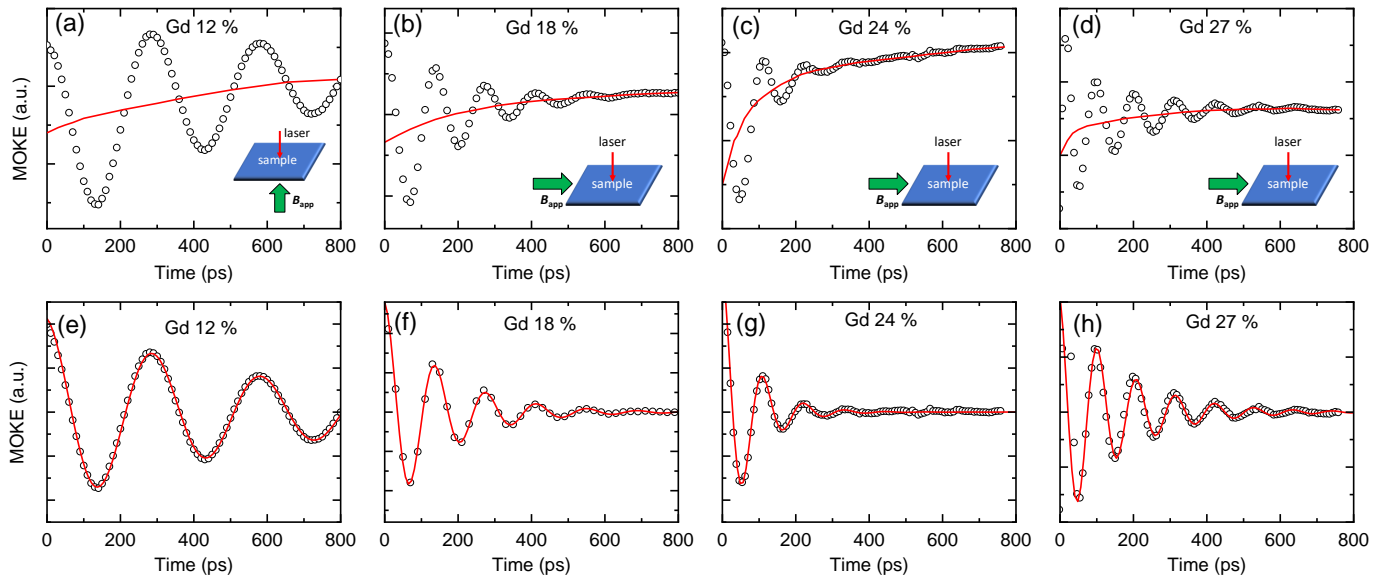 (a) Gd 12 %
MOKE (a.u.)
laser
sample
B_app
0 200 400 600 800
Time (ps)
(b) Gd 18 %
laser
sample
B_app
0 200 400 600 800
Time (ps)
(c) Gd 24 %
laser
sample
B_app
0 200 400 600 800
Time (ps)
(d) Gd 27 %
laser
sample
B_app
0 200 400 600 800
Time (ps)
(e) Gd 12 %
MOKE (a.u.)
0 200 400 600 800
Time (ps)
(f) Gd 18 %
0 200 400 600 800
Time (ps)
(g) Gd 24 %
0 200 400 600 800
Time (ps)
(h) Gd 27 %
0 200 400 600 800
Time (ps)